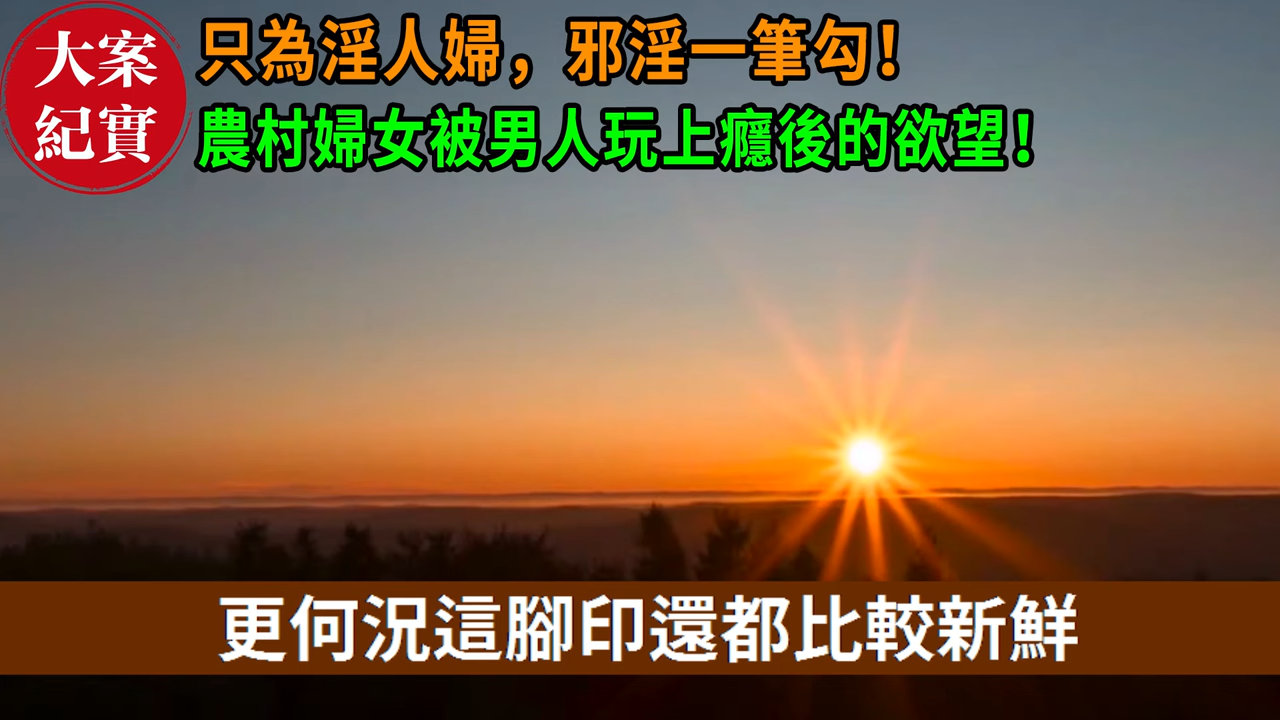 大案
紀實
只為淫人婦，邪淫一筆勾！
農村婦女被男人玩上癮後的欲望！
更何況這腳印還都比較新鮮